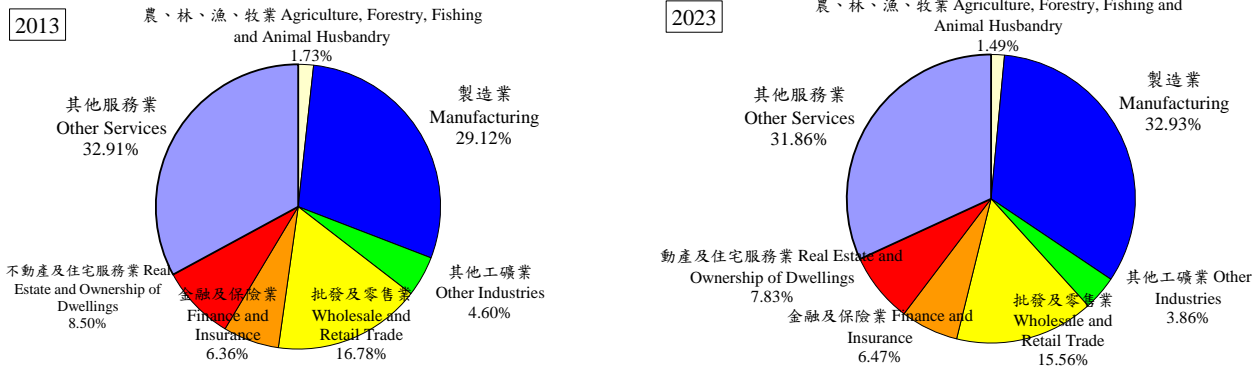 2013
農、林、漁、牧業 Agriculture, Forestry, Fishing
and Animal Husbandry
1.73%
製造業
Manufacturing
29.12%
其他工礦業
Other Industries
4.60%
批發及零售業
Wholesale and
Retail Trade
16.78%
金融及保險業
Finance and
Insurance
6.36%
不動產及住宅服務業 Real
Estate and Ownership of
Dwellings
8.50%
其他服務業
Other Services
32.91%
2023
農、林、漁、牧業 Agriculture, Forestry, Fishing and
Animal Husbandry
1.49%
製造業
Manufacturing
32.93%
其他工礦業 Other
Industries
3.86%
批發及零售業
Wholesale and
Retail Trade
15.56%
金融及保險業 Finance and
Insurance
6.47%
動產及住宅服務業 Real Estate and
Ownership of Dwellings
7.83%
其他服務業
Other Services
31.86%